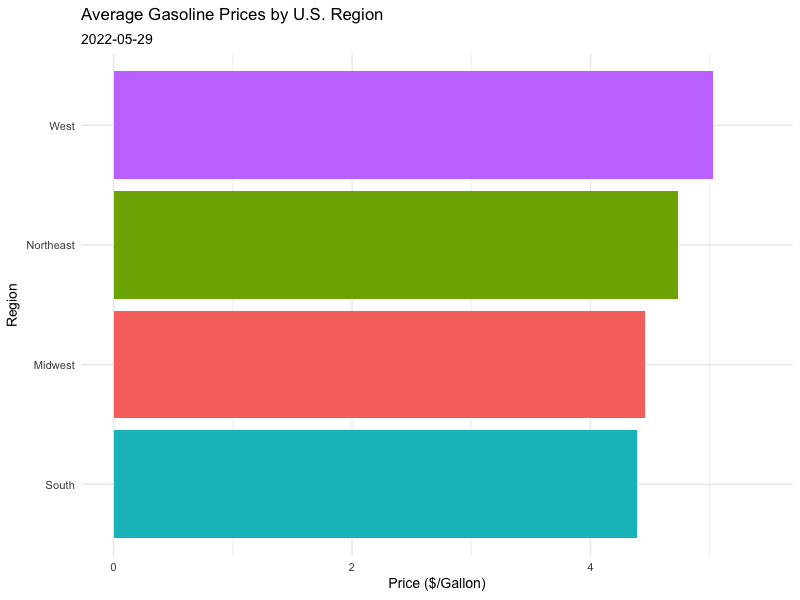 Average Gasoline Prices by U.S. Region
2022-05-29
West
Northeast
Midwest
South
Region
0 2 4
Price ($/Gallon)